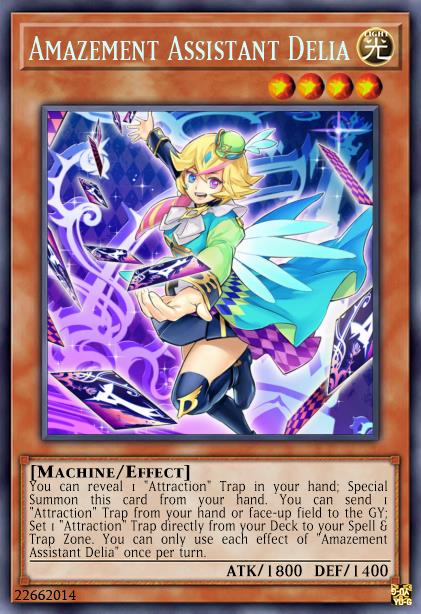 AMAZEMENT ASSISTANT DELIA
LIGHT
光
[MACHINE/EFFECT]
You can reveal 1 "Attraction" Trap in your hand; Special
Summon this card from your hand. You can send 1
"Attraction" Trap from your hand or face-up field to the GY;
Set 1 "Attraction" Trap directly from your Deck to your Spell &
Trap Zone. You can only use each effect of "Amazement
Assistant Delia" once per turn.
ATK/1800 DEF/1400
22662014